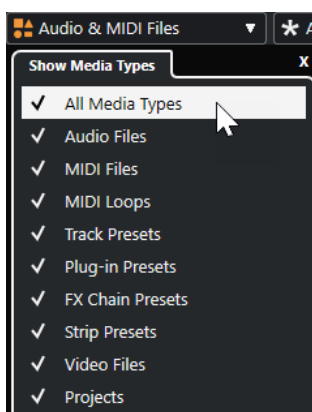 Audio & MIDI Files
Show Media Types X
All Media Types
Audio Files
MIDI Files
MIDI Loops
Track Presets
Plug-in Presets
FX Chain Presets
Strip Presets
Video Files
Projects